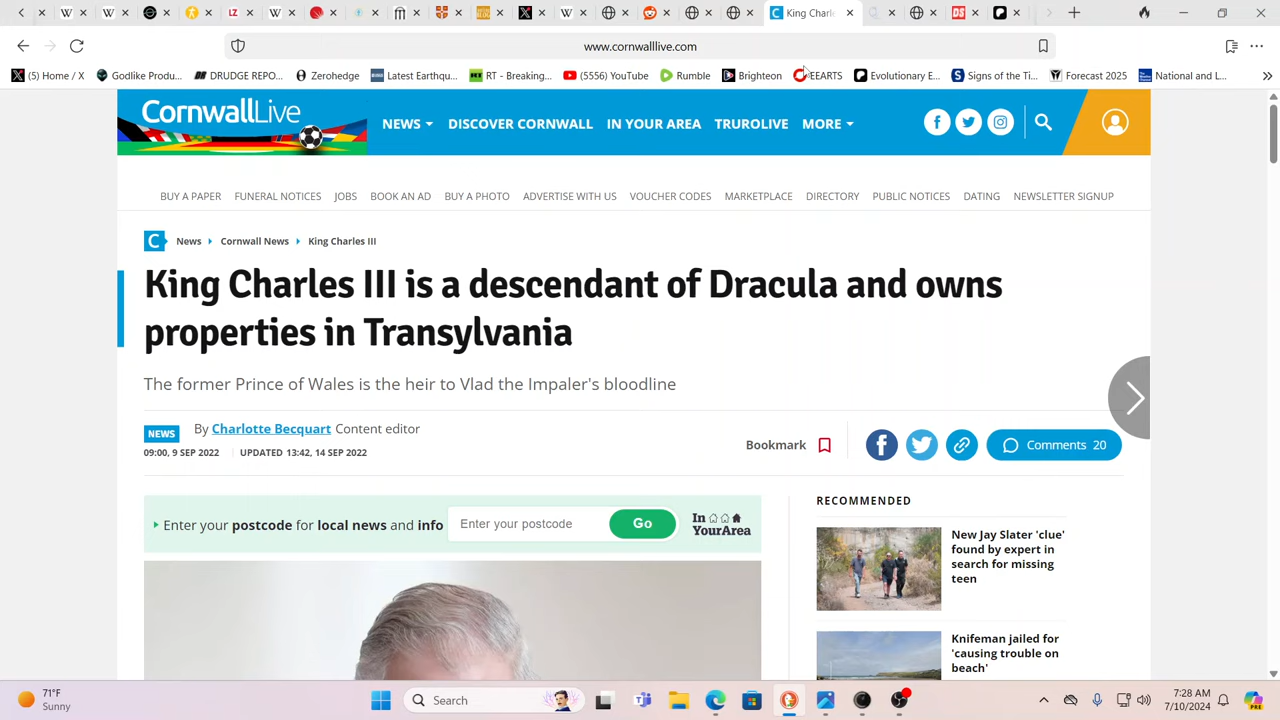 King Charl
www.cornwalllive.com
(5) Home / X
Godlike Produ...
DRUDGE REPO...
Zerohedge
Latest Earthqu...
RT - Breaking...
(5556) YouTube
Rumble
Brighteon
EEARTS
Evolutionary E...
Signs of the Ti...
Forecast 2025
National and L...
CornwallLive
NEWS
DISCOVER CORNWALL
IN YOUR AREA
TRUROLIVE
MORE
BUY A PAPER
FUNERAL NOTICES
JOBS
BOOK AN AD
BUY A PHOTO
ADVERTISE WITH US
VOUCHER CODES
MARKETPLACE
DIRECTORY
PUBLIC NOTICES
DATING
NEWSLETTER SIGNUP
C
News
Cornwall News
King Charles III
King Charles III is a descendant of Dracula and owns
properties in Transylvania
The former Prince of Wales is the heir to Vlad the Impaler's bloodline
NEWS
By Charlotte Becquart Content editor
09:00, 9 SEP 2022
UPDATED 13:42, 14 SEP 2022
Bookmark
Comments 20
Enter your postcode for local news and info
Enter your postcode
Go
In
YourArea
RECOMMENDED
New Jay Slater 'clue'
found by expert in
search for missing
teen
Knifeman jailed for
'causing trouble on
beach'
71°F
Sunny
Search
7:28 AM
7/10/2024